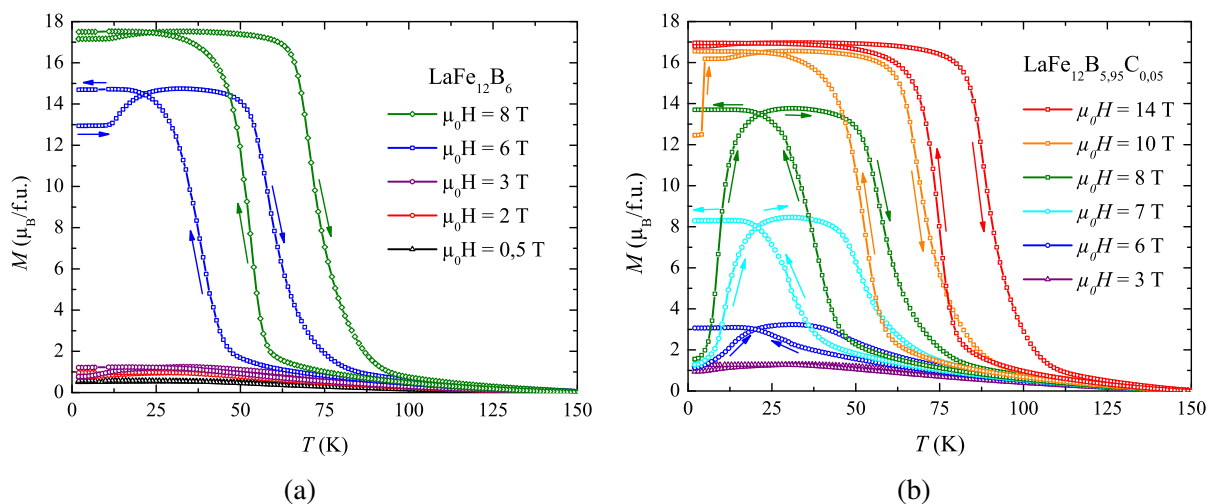 18
16
14
12
10
8
6
4
2
0
M (μB/f.u.)
LaFe12B6
μ0H = 8 T
μ0H = 6 T
μ0H = 3 T
μ0H = 2 T
μ0H = 0,5 T
0 25 50 75 100 125 150
T (K)
(a)
18
16
14
12
10
8
6
4
2
0
M (μB/f.u.)
LaFe12B5,95C0,05
μ0H = 14 T
μ0H = 10 T
μ0H = 8 T
μ0H = 7 T
μ0H = 6 T
μ0H = 3 T
0 25 50 75 100 125 150
T (K)
(b)